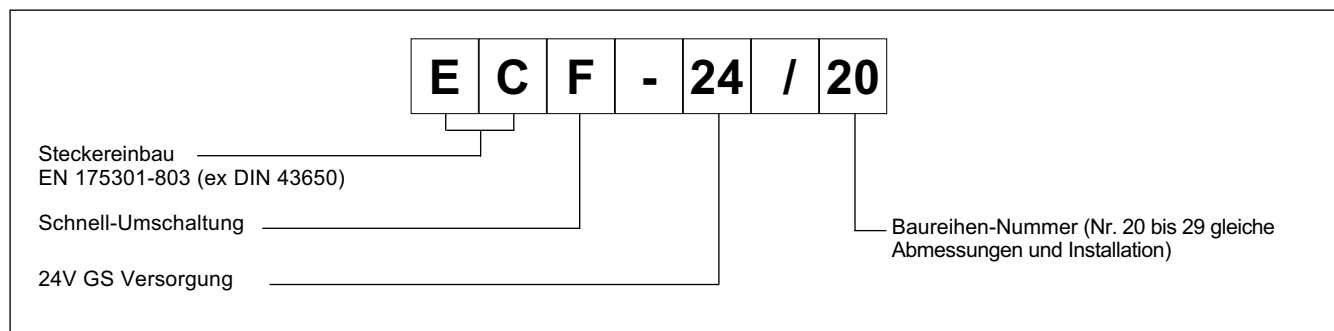 E C F - 24 / 20
Steckereinbau
EN 175301-803 (ex DIN 43650)
Schnell-Umschaltung
24V GS Versorgung
Baureihen-Nummer (Nr. 20 bis 29 gleiche
Abmessungen und Installation)